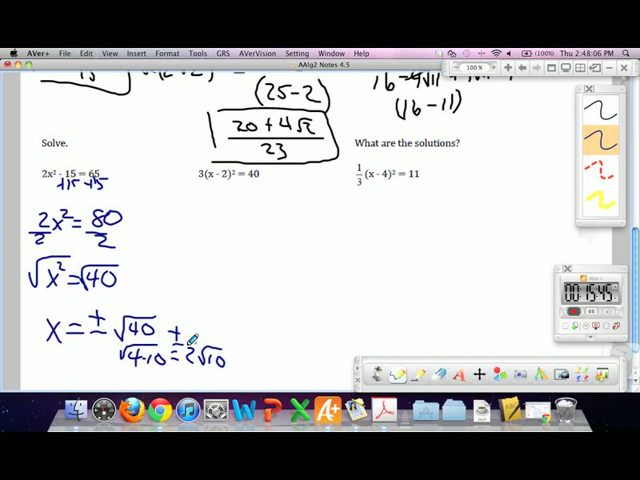 AVer+ File Edit View Insert Format Tools GRS AVerVision Setting Window Help (100%) Thu 2:48:06 PM
AAlg2 Notes 4.5
100 %
(25-2)
(16-11)
20 + 4√2
23
Solve.
What are the solutions?
2x² - 15 = 65
3(x - 2)² = 40
1/3 (x - 4)² = 11
+15 +15
2x² = 80
2 2
√x² = √40
x = ± √40 ±
√4·10 = 2√10
00:15:45